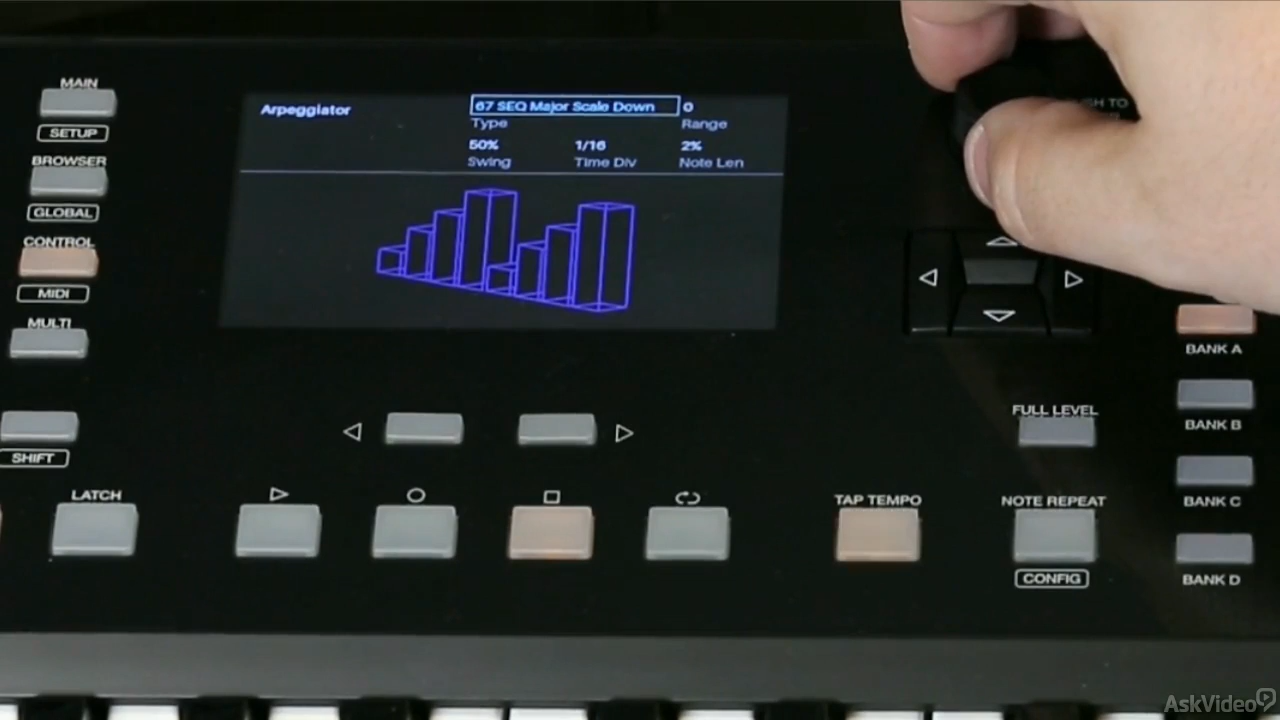 MAIN
SETUP
BROWSER
GLOBAL
CONTROL
MIDI
MULTI
SHIFT
LATCH
Arpeggiator
67 SEQ Major Scale Down 0
Type Range
50% 1/16 2%
Swing Time Div Note Len
TO
FULL LEVEL
TAP TEMPO
NOTE REPEAT
CONFIG
BANK A
BANK B
BANK C
BANK D
AskVideo